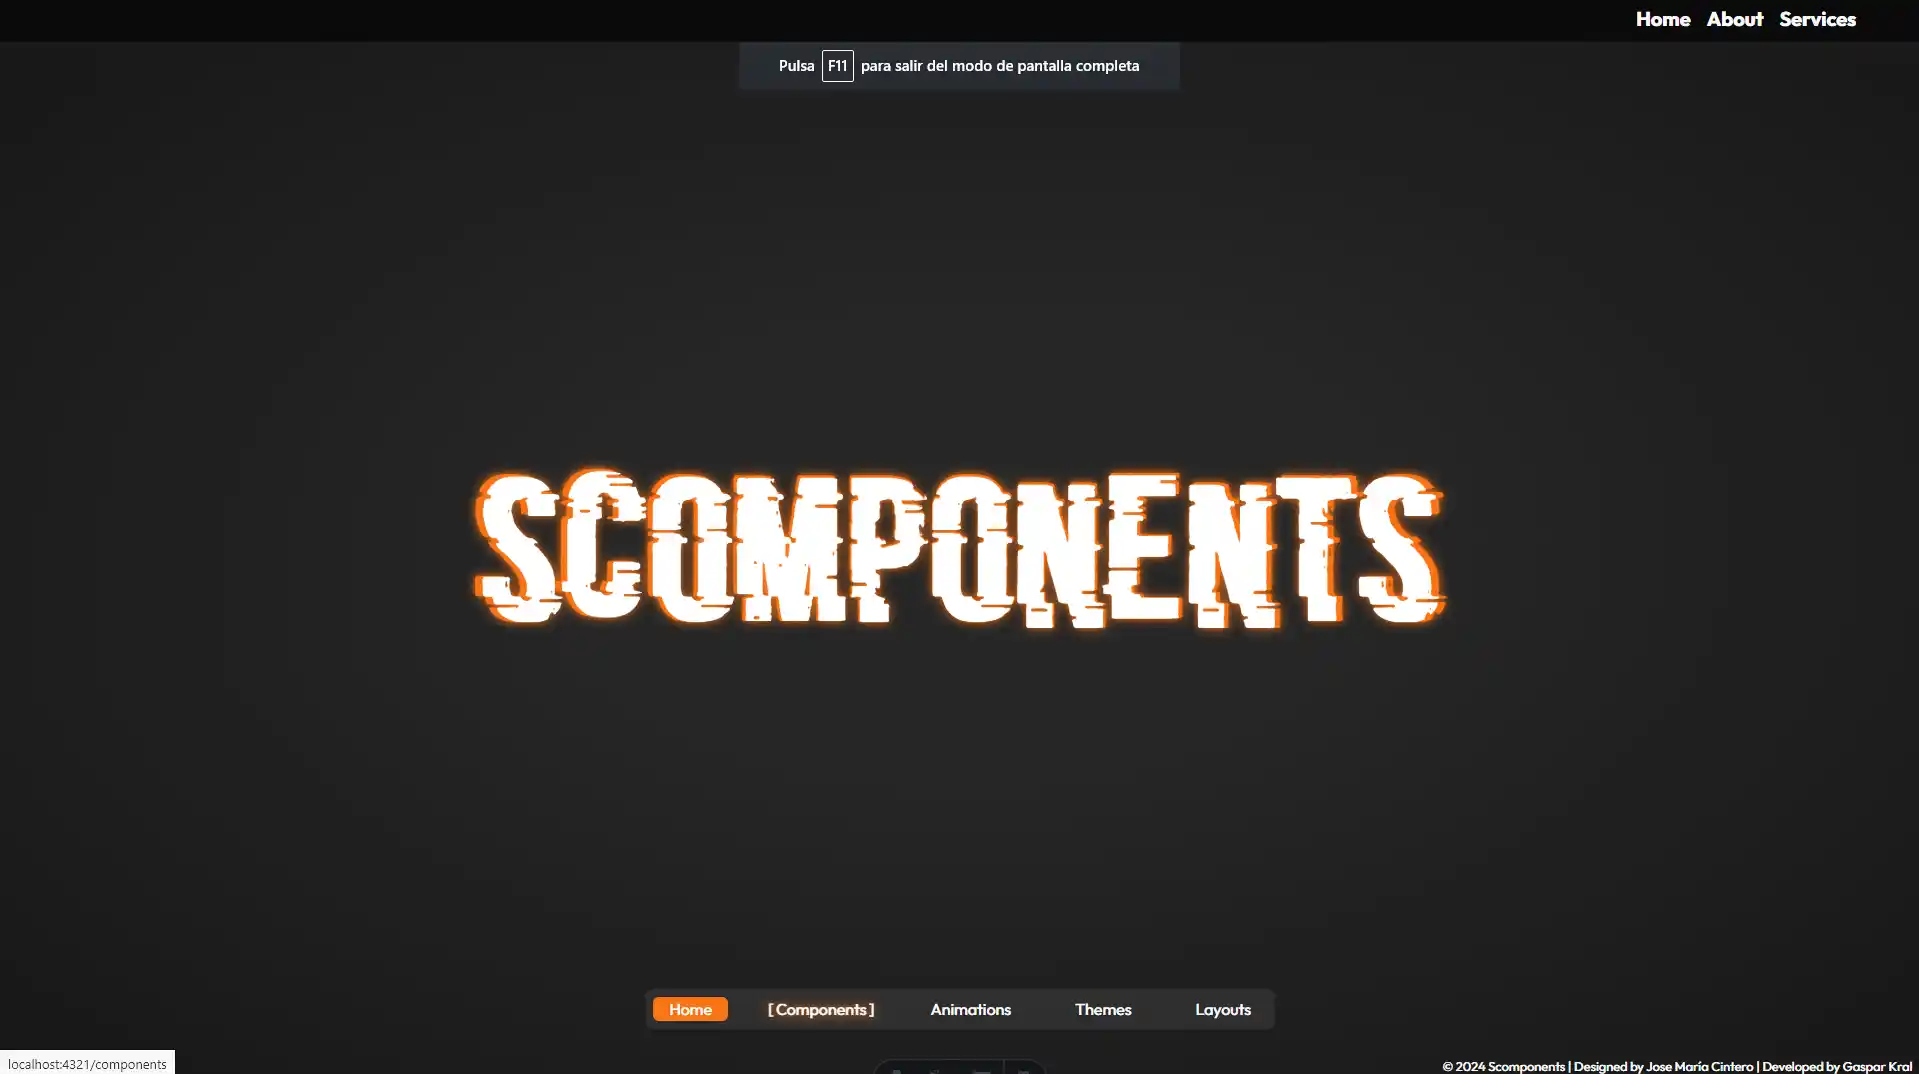 Home About Services
Pulsa F11 para salir del modo de pantalla completa
SCOMPONENTS
Home [ Components ] Animations Themes Layouts
localhost:4321/components
© 2024 Scomponents | Designed by Jose María Cintero | Developed by Gaspar Kral